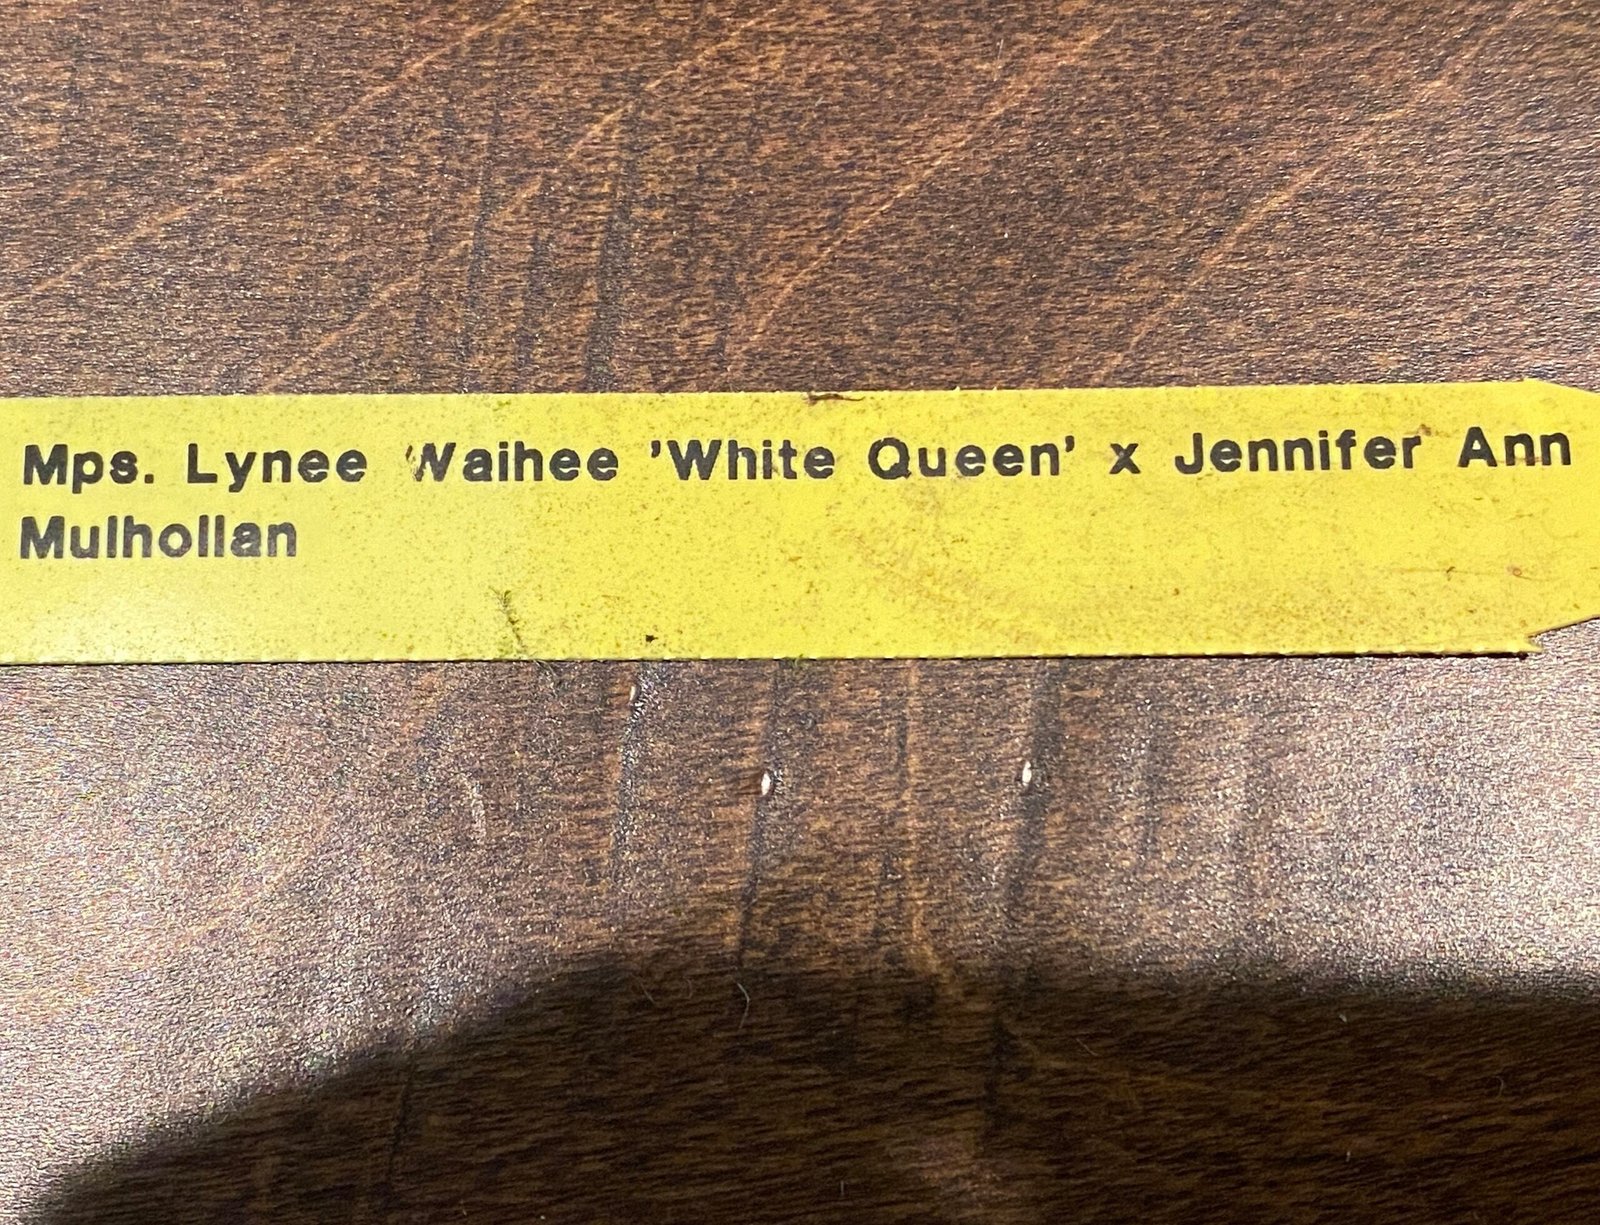 Mps. Lynee Waihee 'White Queen' x Jennifer Ann
Mulhollan